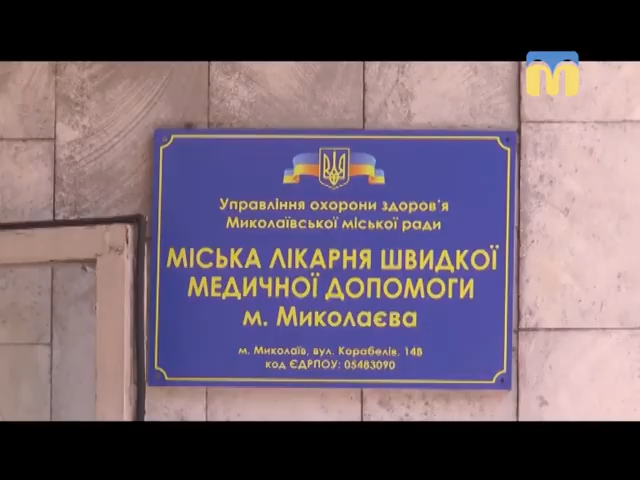 Управління охорони здоров'я
Миколаївської міської ради
МІСЬКА ЛІКАРНЯ ШВИДКОЇ
МЕДИЧНОЇ ДОПОМОГИ
м. Миколаєва
м. Миколаїв, вул. Корабелів, 14В
код ЄДРПОУ: 05483090